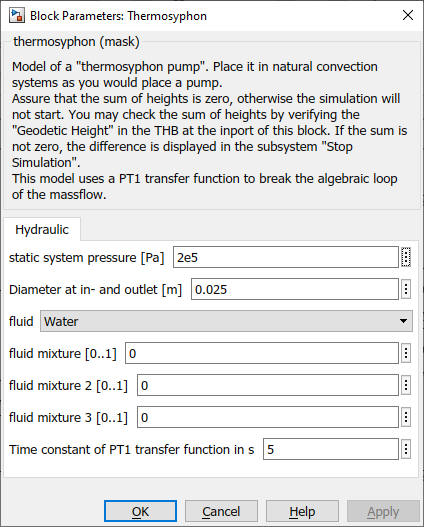 Block Parameters: Thermosyphon
thermosyphon (mask)
Model of a "thermosyphon pump". Place it in natural convection
systems as you would place a pump.
Assure that the sum of heights is zero, otherwise the simulation will
not start. You may check the sum of heights by verifying the
"Geodetic Height" in the THB at the inport of this block. If the sum is
not zero, the difference is displayed in the subsystem "Stop
Simulation".
This model uses a PT1 transfer function to break the algebraic loop
of the massflow.
Hydraulic
static system pressure [Pa] 2e5
Diameter at in- and outlet [m] 0.025
fluid Water
fluid mixture [0..1] 0
fluid mixture 2 [0..1] 0
fluid mixture 3 [0..1] 0
Time constant of PT1 transfer function in s 5
OK Cancel Help Apply